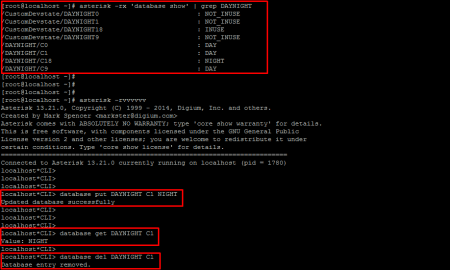 [root@localhost ~]# asterisk -rx 'database show' | grep DAYNIGHT
/CustomDevstate/DAYNIGHT0 : NOT_INUSE
/CustomDevstate/DAYNIGHT1 : NOT_INUSE
/CustomDevstate/DAYNIGHT18 : INUSE
/CustomDevstate/DAYNIGHT9 : NOT_INUSE
/DAYNIGHT/C0 : DAY
/DAYNIGHT/C1 : DAY
/DAYNIGHT/C18 : NIGHT
/DAYNIGHT/C9 : DAY
[root@localhost ~]#
[root@localhost ~]#
[root@localhost ~]# asterisk -rvvvvvv
Asterisk 13.21.0, Copyright (C) 1999 - 2014, Digium, Inc. and others.
Created by Mark Spencer <markster@digium.com>
Asterisk comes with ABSOLUTELY NO WARRANTY; type 'core show warranty' for details.
This is free software, with components licensed under the GNU General Public
License version 2 and other licenses; you are welcome to redistribute it under
certain conditions. Type 'core show license' for details.
=========================================================================
Connected to Asterisk 13.21.0 currently running on localhost (pid = 1780)
localhost*CLI>
localhost*CLI>
localhost*CLI>
localhost*CLI> database put DAYNIGHT C1 NIGHT
Updated database successfully
localhost*CLI>
localhost*CLI>
localhost*CLI>
localhost*CLI> database get DAYNIGHT C1
Value: NIGHT
localhost*CLI>
localhost*CLI> database del DAYNIGHT C1
Database entry removed.